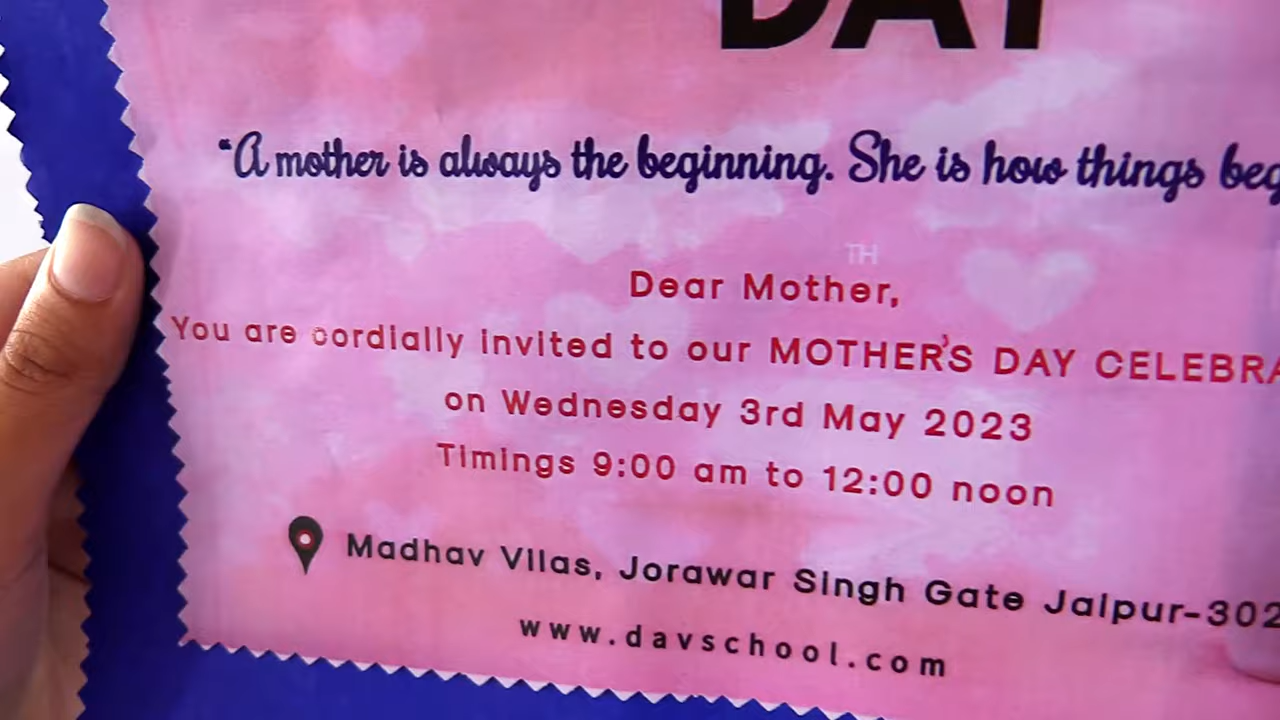 DAY
“A mother is always the beginning. She is how things beg
TH
Dear Mother,
You are cordially invited to our MOTHER'S DAY CELEBRA
on Wednesday 3rd May 2023
Timings 9:00 am to 12:00 noon
Madhav Vilas, Jorawar Singh Gate Jaipur-302
www.davschool.com